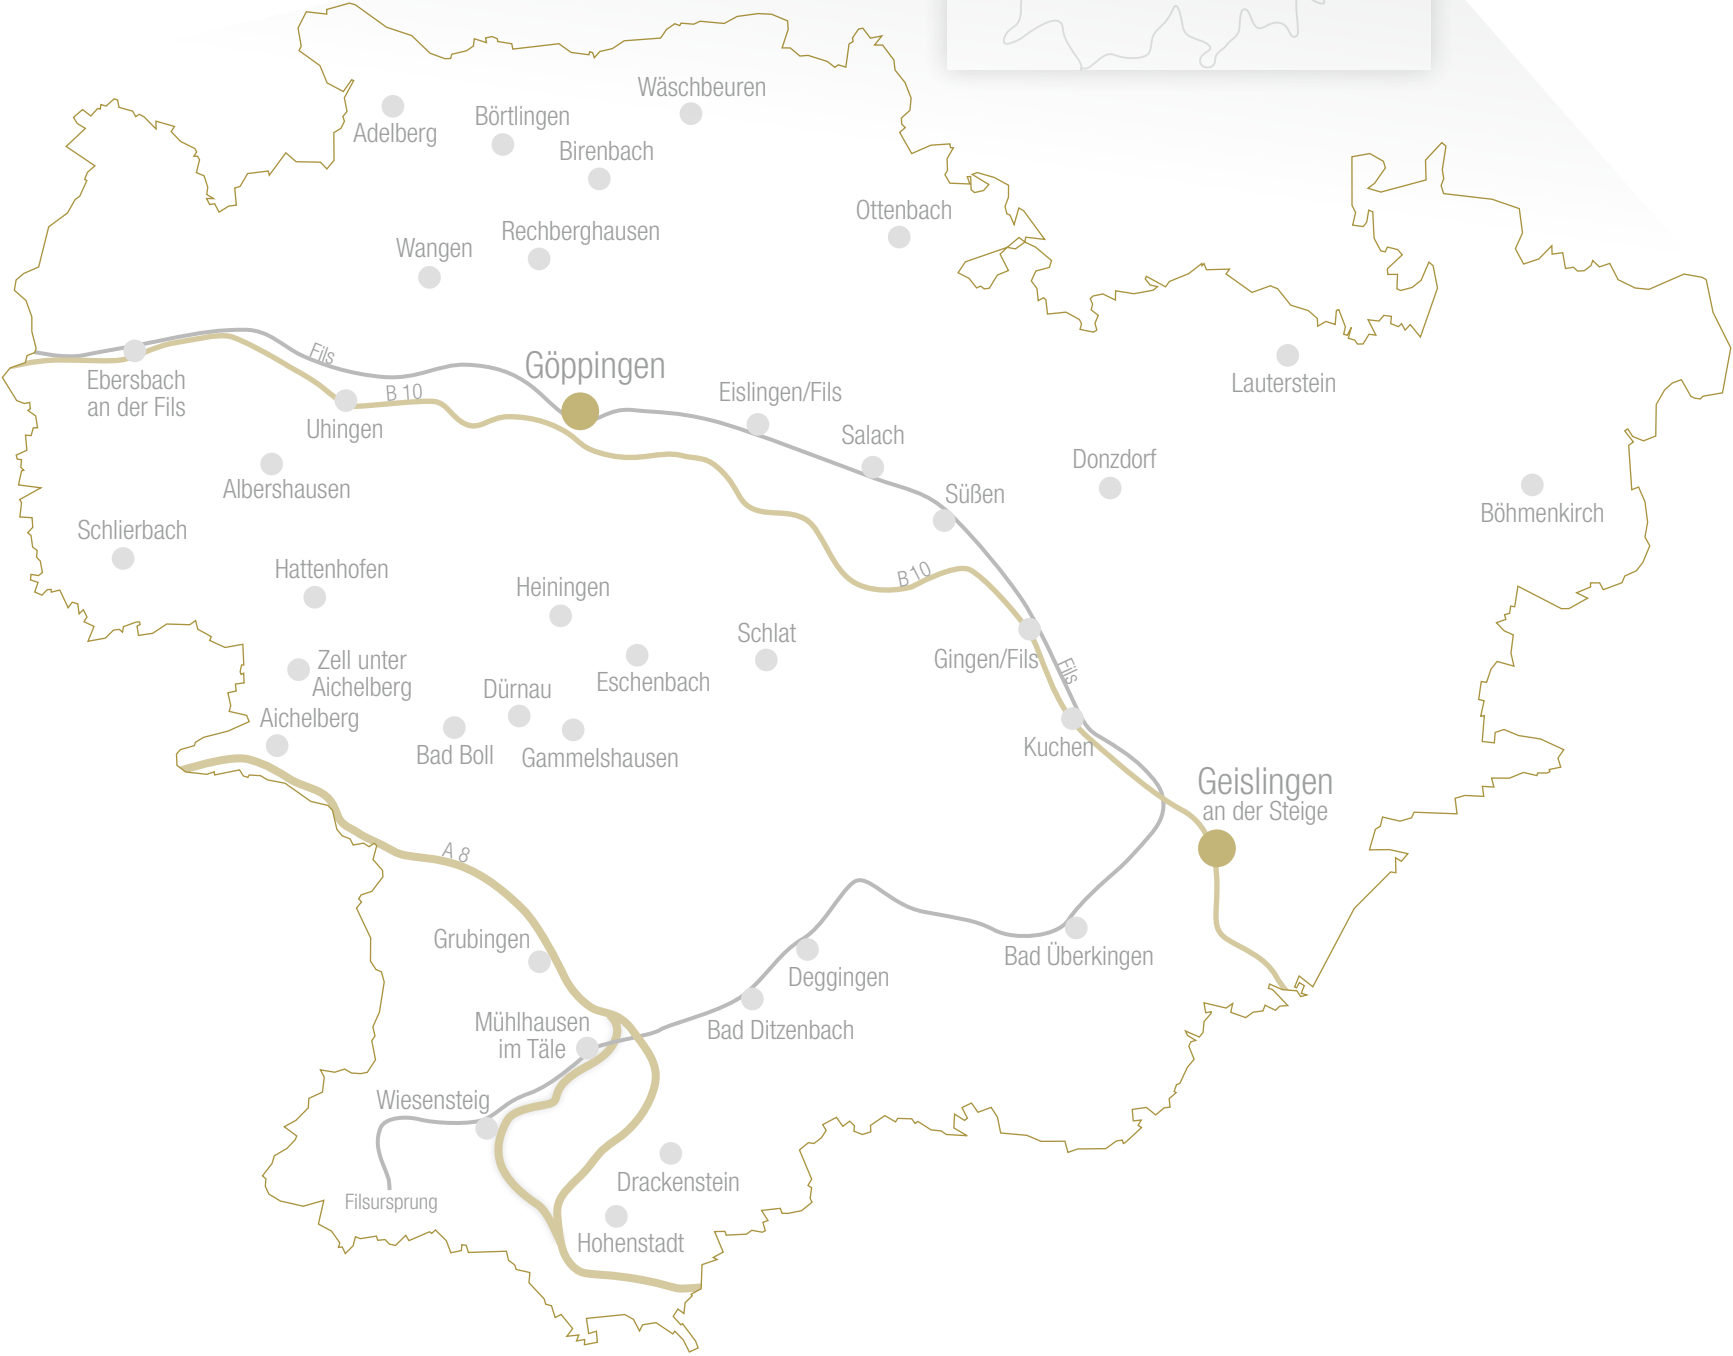 Wäschbeuren
Börtlingen
Adelberg
Birenbach
Ottenbach
Rechberghausen
Wangen
Fils
Göppingen
Ebersbach
an der Fils
B 10
Eislingen/Fils
Lauterstein
Uhingen
Salach
Donzdorf
Albershausen
Süßen
Böhmenkirch
Schlierbach
Hattenhofen
B 10
Heiningen
Schlat
Zell unter
Aichelberg
Gingen/Fils
Fils
Eschenbach
Dürnau
Aichelberg
Kuchen
Bad Boll
Gammelshausen
Geislingen
an der Steige
A 8
Grubingen
Bad Überkingen
Deggingen
Mühlhausen
im Täle
Bad Ditzenbach
Wiesensteig
Drackenstein
Filsursprung
Hohenstadt